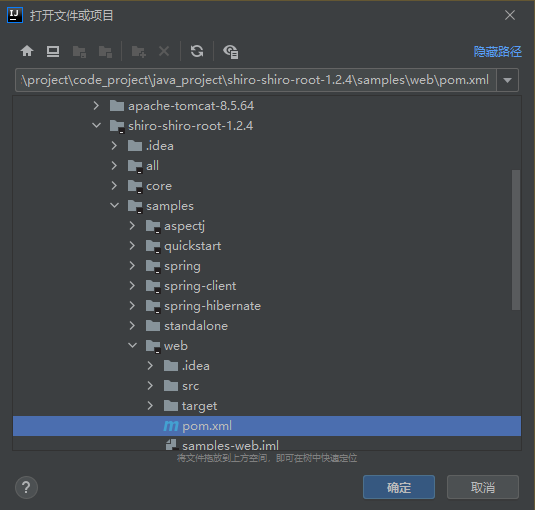 IJ 打开文件或项目
隐藏路径
\project\code_project\java_project\shiro-shiro-root-1.2.4\samples\web\pom.xml
apache-tomcat-8.5.64
shiro-shiro-root-1.2.4
.idea
all
core
samples
aspectj
quickstart
spring
spring-client
spring-hibernate
standalone
web
.idea
src
target
m pom.xml
samples-web.iml
将文件拖放到上方空间，即可在树中快速定位
? 确定 取消